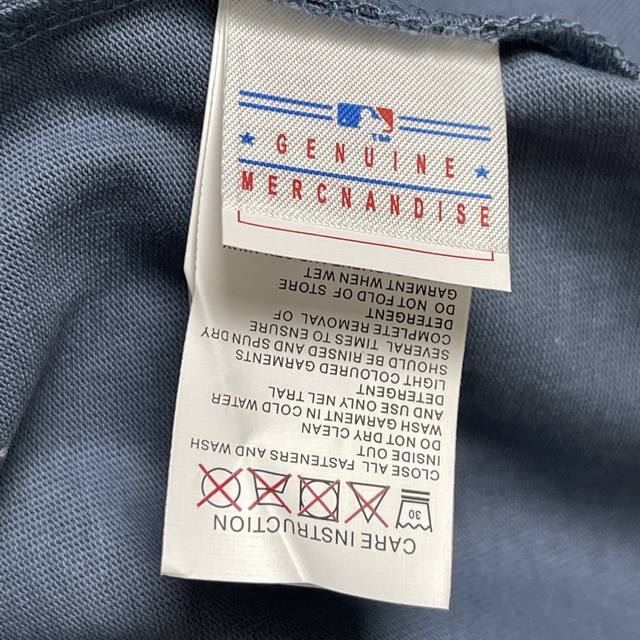 TM
GENUINE
MERCNANDISE
CARE INSTRUCTION
30
CLOSE ALL FASTENERS AND WASH
INSIDE OUT
DO NOT DRY CLEAN
WASH GARMENT IN COLD WATER
AND USE ONLY NEL TRAL
DETERGENT
LIGHT COLOURED GARMENTS
SHOULD BE RINSED AND SPUN DRY
SEVERAL TIMES TO ENSURE
COMPLETE REMOVAL OF
DETERGENT
DO NOT FOLD OF STORE
GARMENT WHEN WET